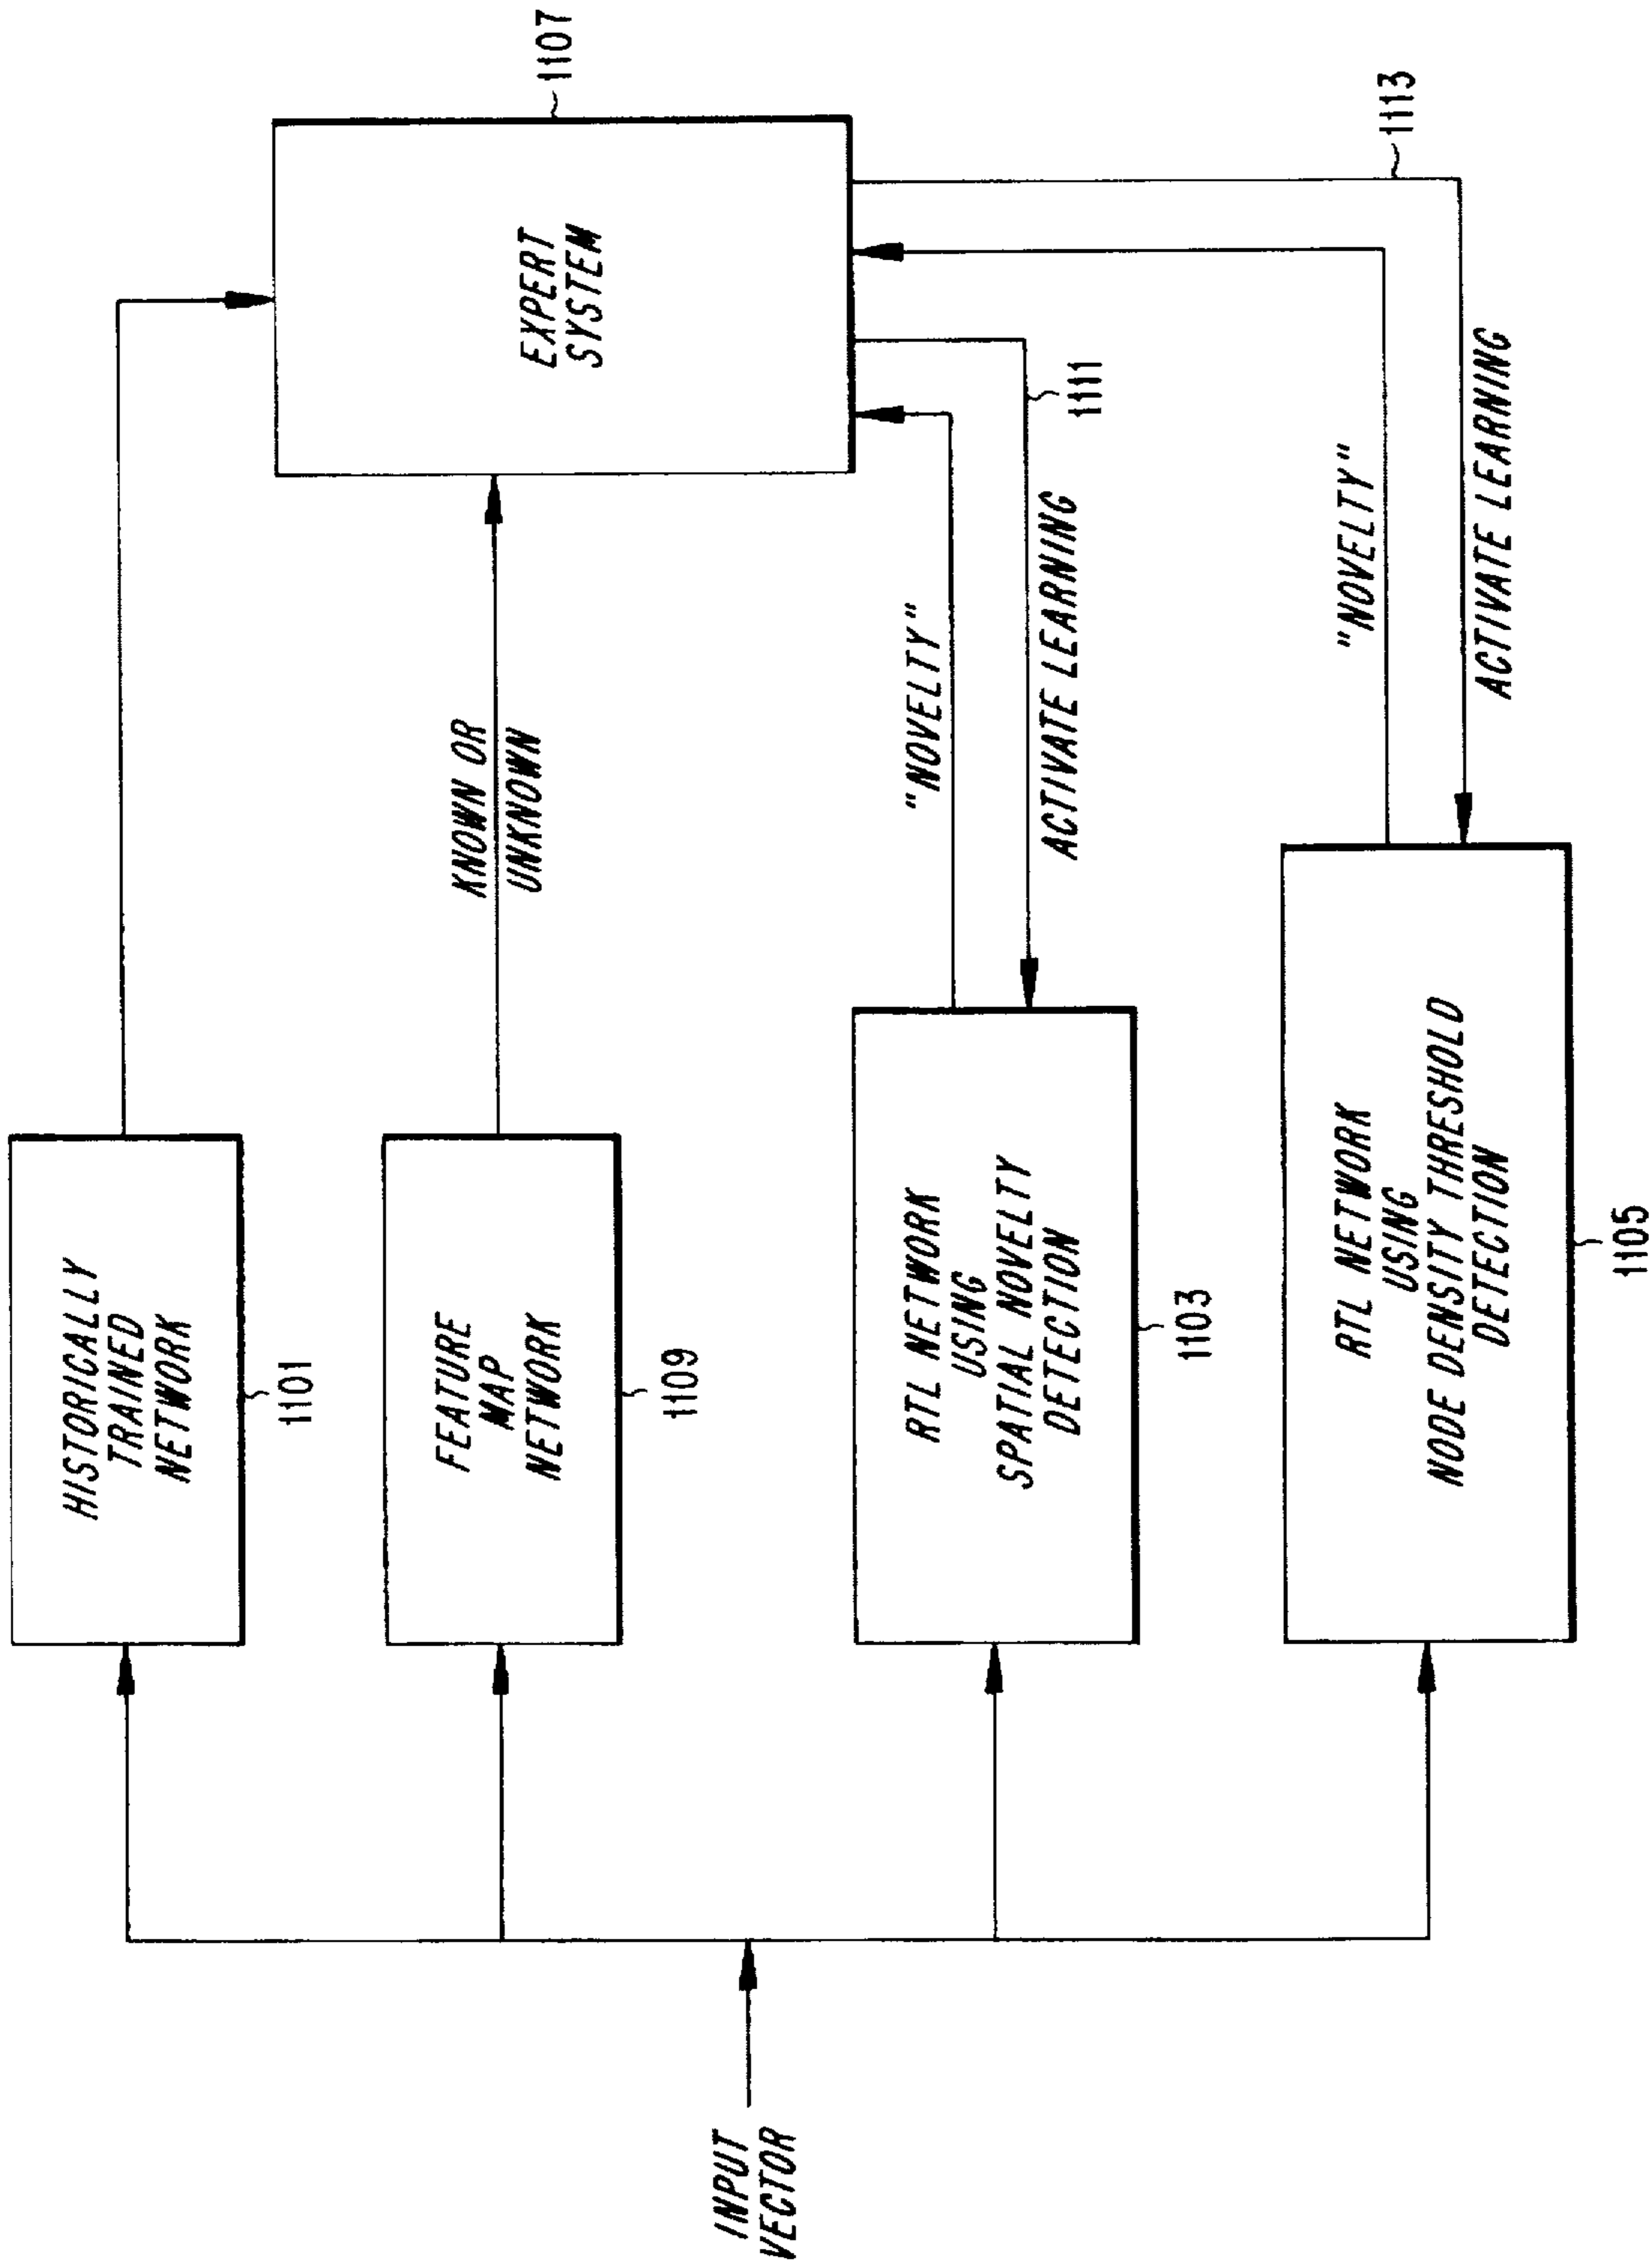 HISTORICALLY
TRAINED
NETWORK
1101
EXPERT
SYSTEM
1107
KNOWN OR
UNKNOWN
FEATURE
MAP
NETWORK
1109
INPUT
VECTOR
"NOVELTY"
1111
ACTIVATE LEARNING
RTL NETWORK
USING
SPATIAL NOVELTY
DETECTION
1103
"NOVELTY"
1113
ACTIVATE LEARNING
RTL NETWORK
USING
NODE DENSITY THRESHOLD
DETECTION
1105